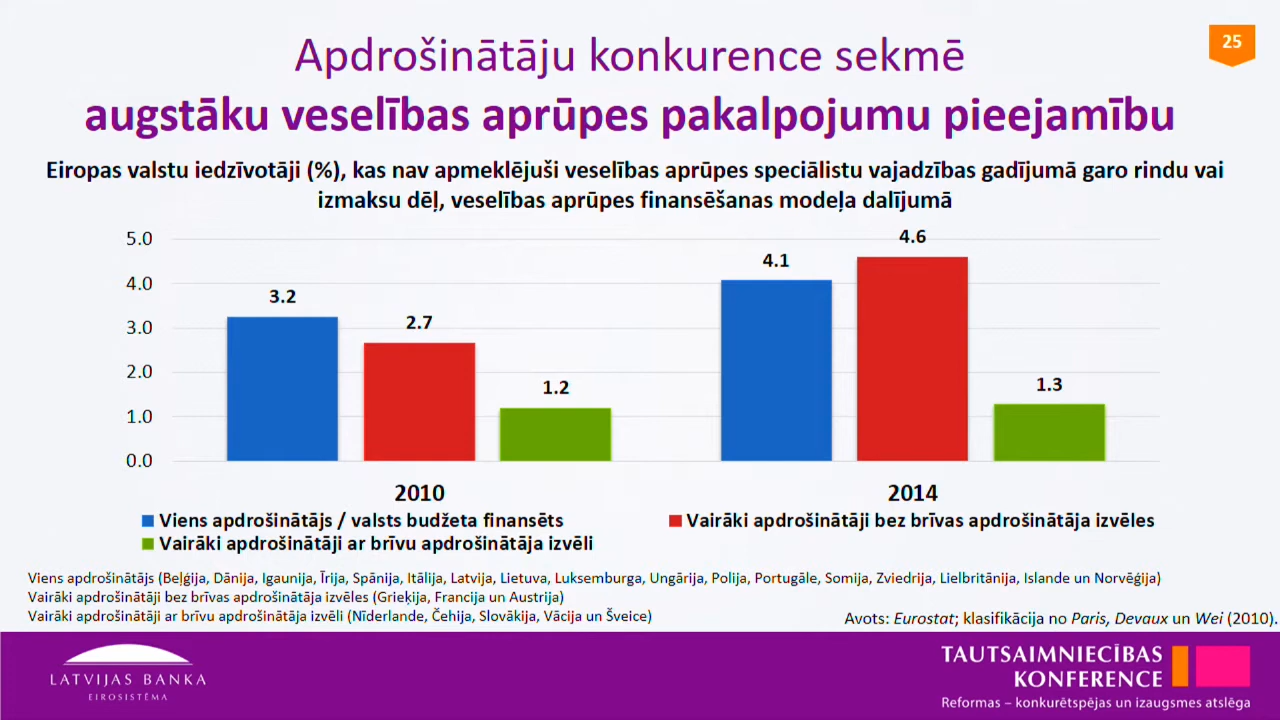 25
Apdrošinātāju konkurence sekmē
augstāku veselības aprūpes pakalpojumu pieejamību
Eiropas valstu iedzīvotāji (%), kas nav apmeklējuši veselības aprūpes speciālistu vajadzības gadījumā garo rindu vai
izmaksu dēļ, veselības aprūpes finansēšanas modeļa dalījumā
5.0
4.0
3.0
2.0
1.0
0.0
3.2
2.7
1.2
4.1
4.6
1.3
2010
2014
Viens apdrošinātājs / valsts budžeta finansēts
Vairāki apdrošinātāji bez brīvas apdrošinātāja izvēles
Vairāki apdrošinātāji ar brīvu apdrošinātāja izvēli
Viens apdrošinātājs (Beļģija, Dānija, Igaunija, Īrija, Spānija, Itālija, Latvija, Lietuva, Luksemburga, Ungārija, Polija, Portugāle, Somija, Zviedrija, Lielbritānija, Islande un Norvēģija)
Vairāki apdrošinātāji bez brīvas apdrošinātāja izvēles (Grieķija, Francija un Austrija)
Vairāki apdrošinātāji ar brīvu apdrošinātāja izvēli (Nīderlande, Čehija, Slovākija, Vācija un Šveice)
Avots: Eurostat; klasifikācija no Paris, Devaux un Wei (2010).
LATVIJAS BANKA
EIROSISTĒMA
TAUTSAIMNIECĪBAS
KONFERENCE
Reformas – konkurētspējas un izaugsmes atslēga